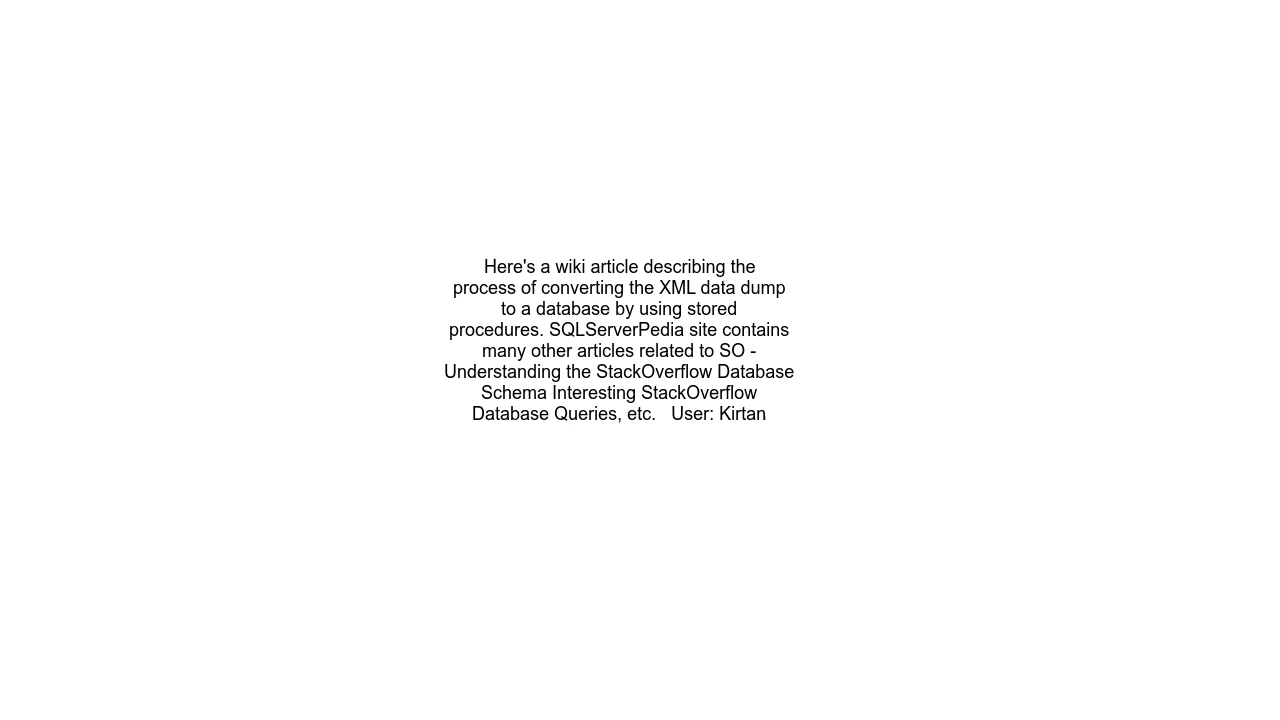 Here's a wiki article describing the
process of converting the XML data dump
to a database by using stored
procedures. SQLServerPedia site contains
many other articles related to SO -
Understanding the StackOverflow Database
Schema Interesting StackOverflow
Database Queries, etc.   User: Kirtan